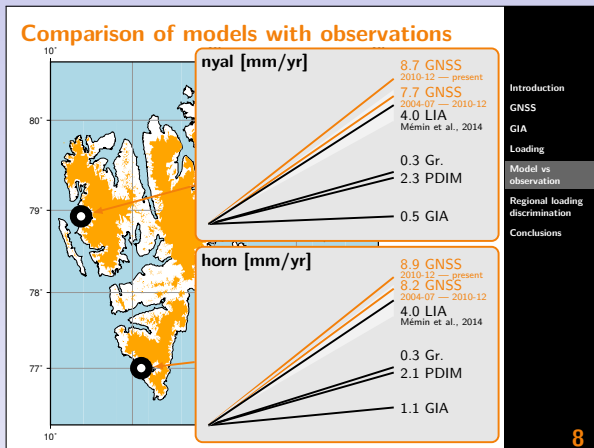 Comparison of models with observations
10˚
80˚
79˚
78˚
77˚
10˚
nyal [mm/yr]
8.7 GNSS
2010-12 — present
7.7 GNSS
2004-07 — 2010-12
4.0 LIA
Mémin et al., 2014
0.3 Gr.
2.3 PDIM
0.5 GIA
horn [mm/yr]
8.9 GNSS
2010-12 — present
8.2 GNSS
2004-07 — 2010-12
4.0 LIA
Mémin et al., 2014
0.3 Gr.
2.1 PDIM
1.1 GIA
Introduction
GNSS
GIA
Loading
Model vs
observation
Regional loading
discrimination
Conclusions
8